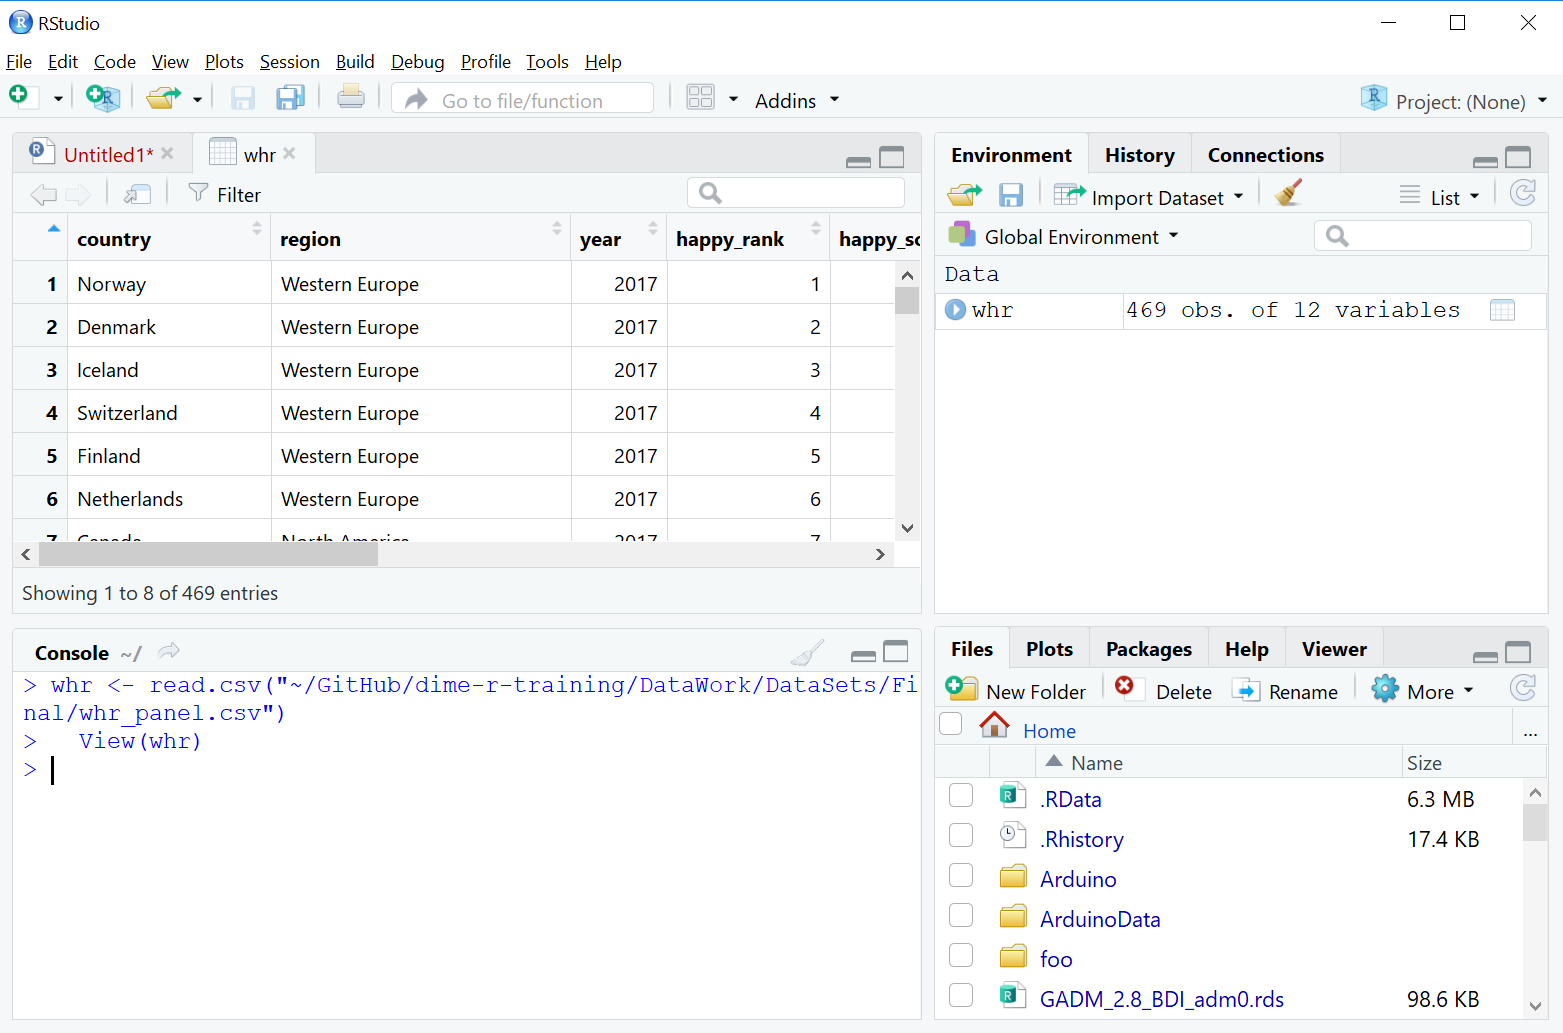 RStudio
File Edit Code View Plots Session Build Debug Profile Tools Help
Go to file/function Addins Project: (None)
Untitled1* whr
Filter
country region year happy_rank happy_sc
1 Norway Western Europe 2017 1
2 Denmark Western Europe 2017 2
3 Iceland Western Europe 2017 3
4 Switzerland Western Europe 2017 4
5 Finland Western Europe 2017 5
6 Netherlands Western Europe 2017 6
7 Canada North America 2017 7
Showing 1 to 8 of 469 entries
Console ~/
> whr <- read.csv("~/GitHub/dime-r-training/DataWork/DataSets/Fi
nal/whr_panel.csv")
>   View(whr)
>
Environment History Connections
Import Dataset List
Global Environment
Data
whr 469 obs. of 12 variables
Files Plots Packages Help Viewer
New Folder Delete Rename More
Home ...
Name Size
.RData 6.3 MB
.Rhistory 17.4 KB
Arduino
ArduinoData
foo
GADM_2.8_BDI_adm0.rds 98.6 KB